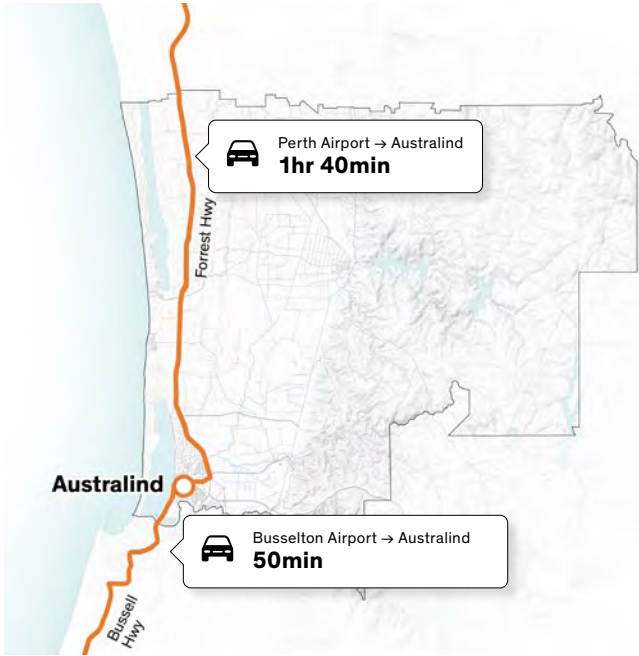 Perth Airport → Australind
1hr 40min
Forrest Hwy
Australind
Busselton Airport → Australind
50min
Bussell
Hwy